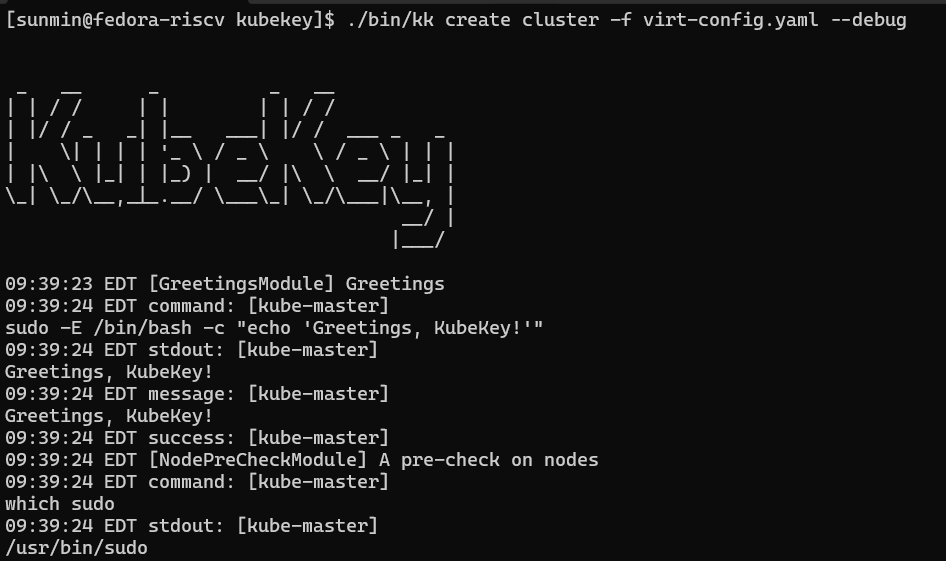 [sunmin@fedora-riscv kubekey]$ ./bin/kk create cluster -f virt-config.yaml --debug
KubeKey
09:39:23 EDT [GreetingsModule] Greetings
09:39:24 EDT command: [kube-master]
sudo -E /bin/bash -c "echo 'Greetings, KubeKey!'"
09:39:24 EDT stdout: [kube-master]
Greetings, KubeKey!
09:39:24 EDT message: [kube-master]
Greetings, KubeKey!
09:39:24 EDT success: [kube-master]
09:39:24 EDT [NodePreCheckModule] A pre-check on nodes
09:39:24 EDT command: [kube-master]
which sudo
09:39:24 EDT stdout: [kube-master]
/usr/bin/sudo